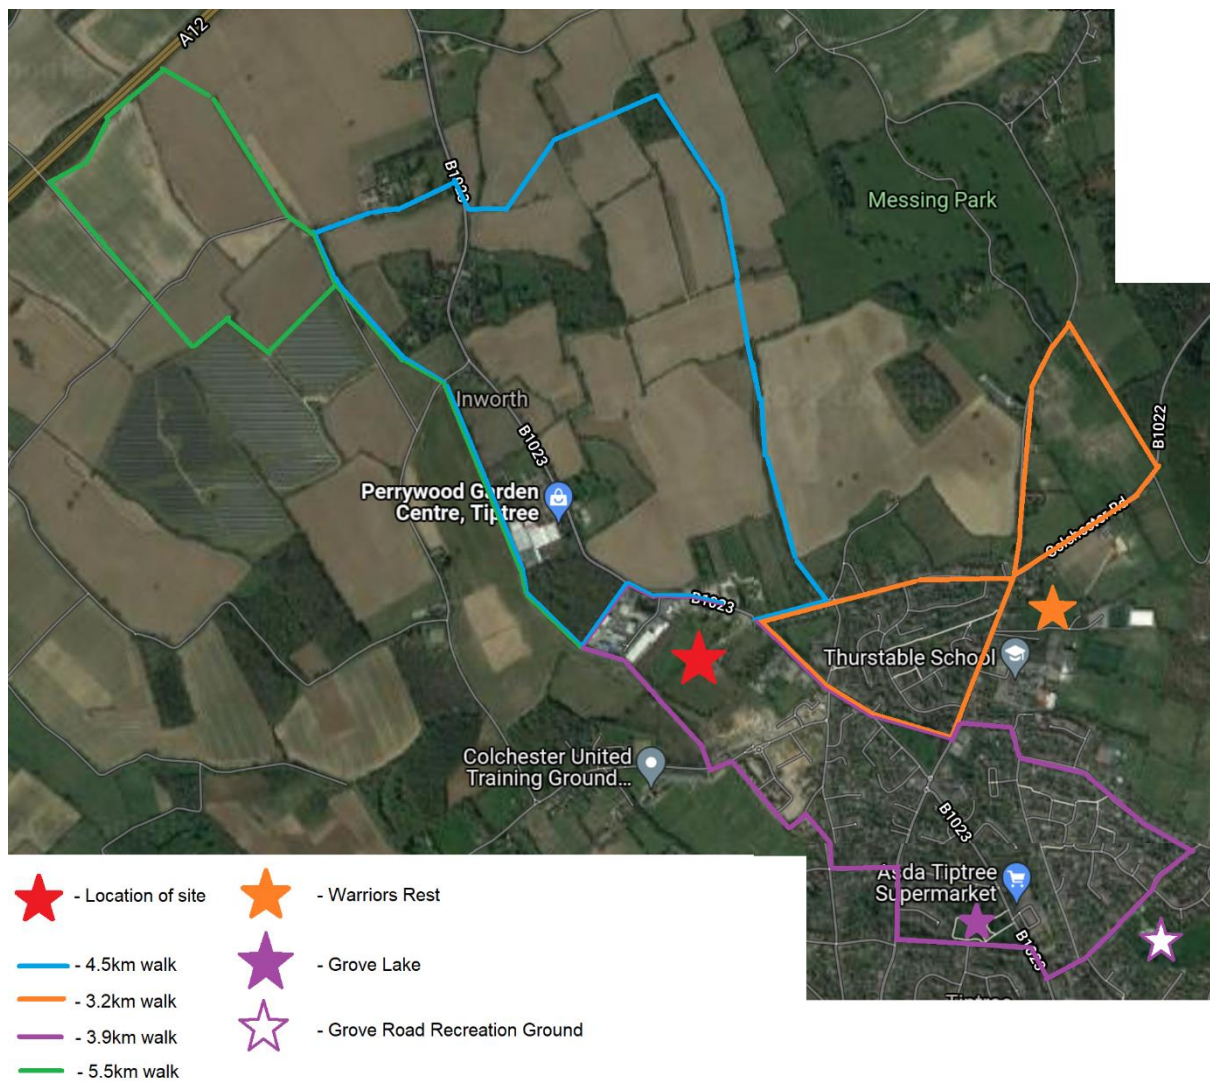 A12
B1023
Messing Park
Inworth
B1023
B1022
Perrywood Garden
Centre, Tiptree
Colchester Rd
B1023
Thurstable School
Colchester United
Training Ground...
B1023
Asda Tiptree
Supermarket
B1023
Tiptree
- Location of site
- Warriors Rest
- 4.5km walk
- Grove Lake
- 3.2km walk
- 3.9km walk
- Grove Road Recreation Ground
- 5.5km walk